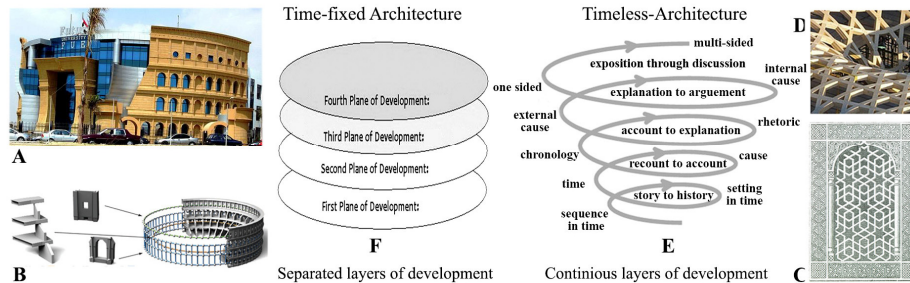 Time-fixed Architecture
Timeless-Architecture
A
B
Fourth Plane of Development:
Third Plane of Development:
Second Plane of Development:
First Plane of Development:
F
Separated layers of development
multi-sided
exposition through discussion
one sided
internal
cause
explanation to arguement
external
cause
rhetoric
account to explanation
chronology
cause
recount to account
time
setting
in time
story to history
sequence
in time
E
Continious layers of development
D
C